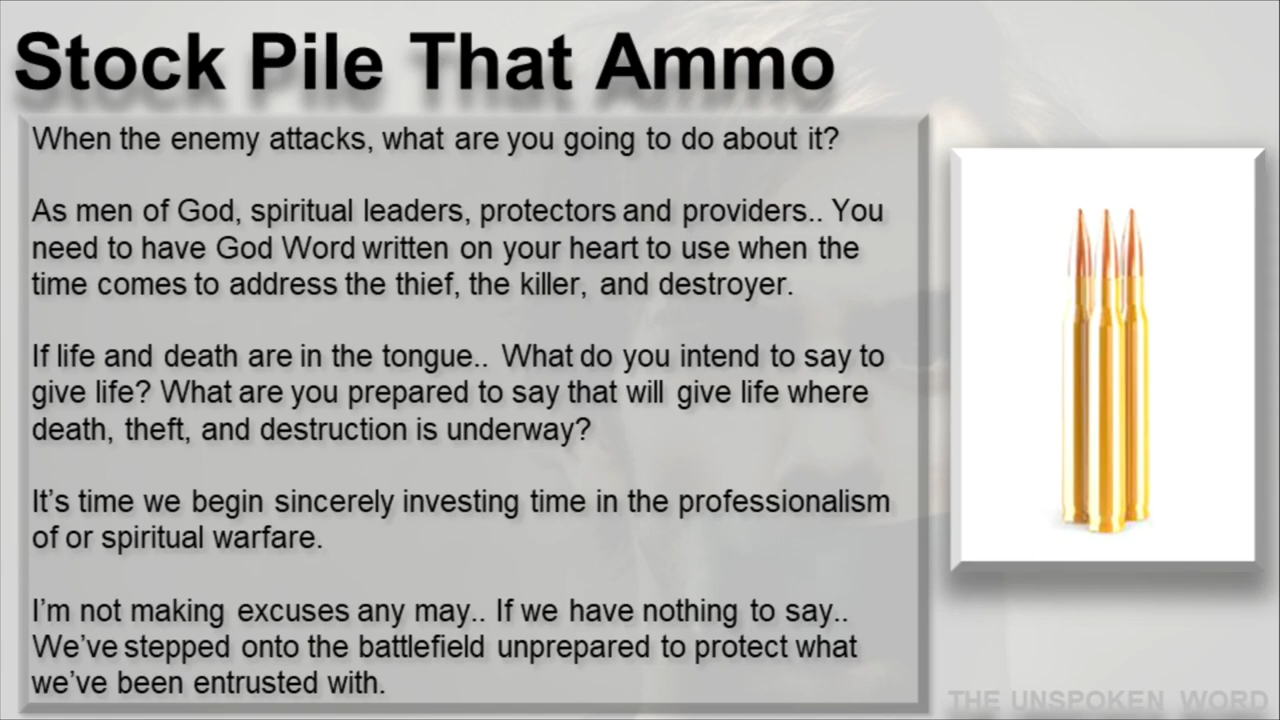 Stock Pile That Ammo
When the enemy attacks, what are you going to do about it?
As men of God, spiritual leaders, protectors and providers.. You
need to have God Word written on your heart to use when the
time comes to address the thief, the killer, and destroyer.
If life and death are in the tongue.. What do you intend to say to
give life? What are you prepared to say that will give life where
death, theft, and destruction is underway?
It's time we begin sincerely investing time in the professionalism
of or spiritual warfare.
I'm not making excuses any may.. If we have nothing to say..
We've stepped onto the battlefield unprepared to protect what
we've been entrusted with.
THE UNSPOKEN WORD